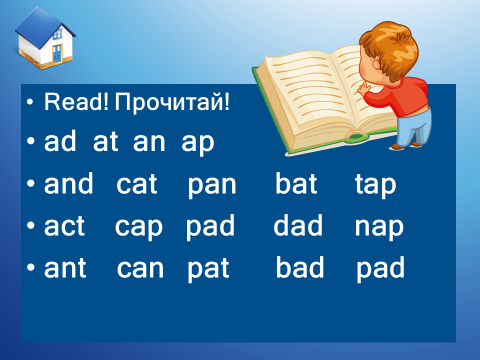 • Read! Прочитай!
• ad at an ap
• and cat pan bat tap
• act cap pad dad nap
• ant can pat bad pad